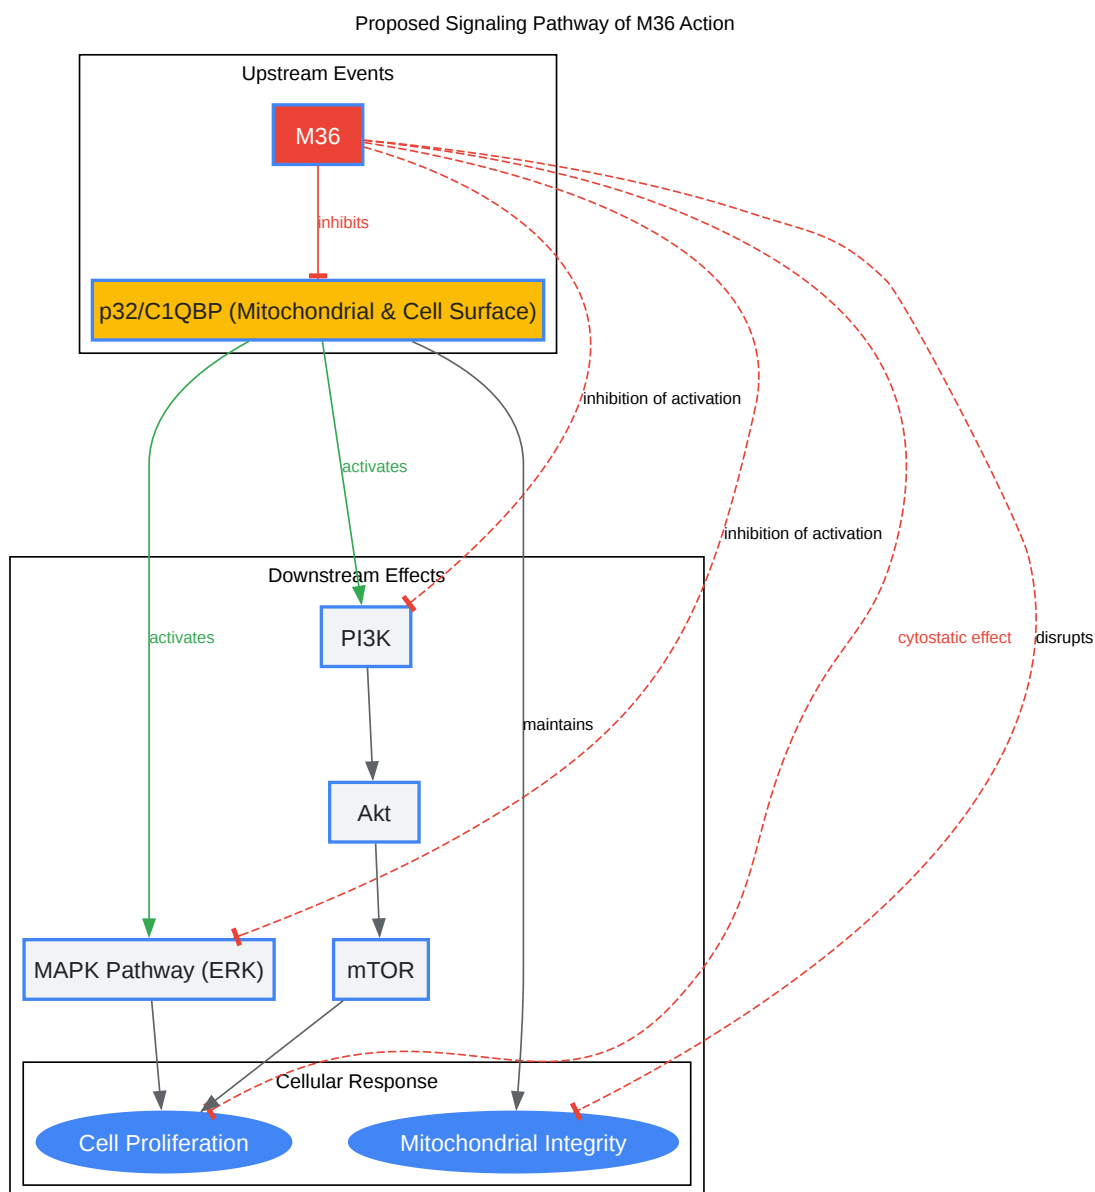 Proposed Signaling Pathway of M36 Action
Upstream Events
M36
inhibits
p32/C1QBP (Mitochondrial & Cell Surface)
inhibition of activation
activates
inhibition of activation
Downstream Effects
PI3K
activates
cytostatic effect
disrupts
maintains
Akt
MAPK Pathway (ERK)
mTOR
Cellular Response
Cell Proliferation
Mitochondrial Integrity